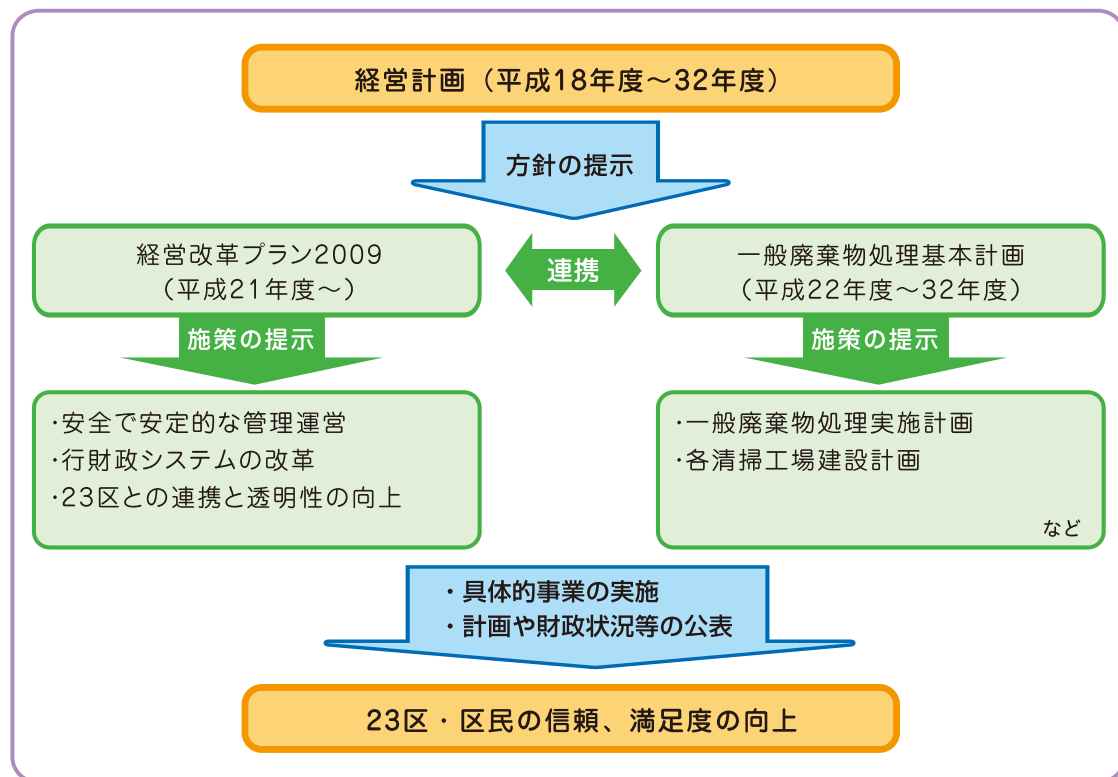 経営計画（平成18年度～32年度）
方針の提示
経営改革プラン2009
（平成21年度～）
連携
一般廃棄物処理基本計画
（平成22年度～32年度）
施策の提示
施策の提示
・安全で安定的な管理運営
・行財政システムの改革
・23区との連携と透明性の向上
・一般廃棄物処理実施計画
・各清掃工場建設計画
など
・具体的事業の実施
・計画や財政状況等の公表
23区・区民の信頼、満足度の向上